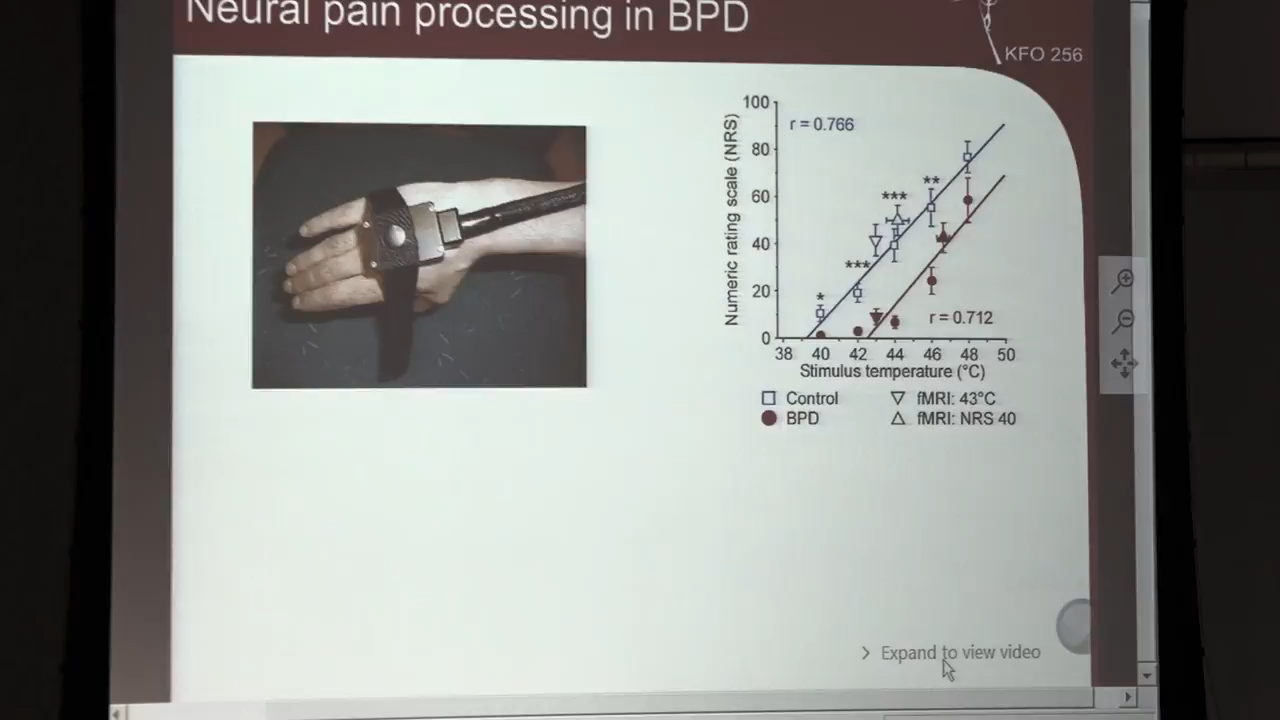 Neural pain processing in BPD
KFO 256
100
80
60
40
20
0
Numeric rating scale (NRS)
r = 0.766
*
***
***
**
r = 0.712
38 40 42 44 46 48 50
Stimulus temperature (°C)
Control
BPD
fMRI: 43°C
fMRI: NRS 40
> Expand to view video